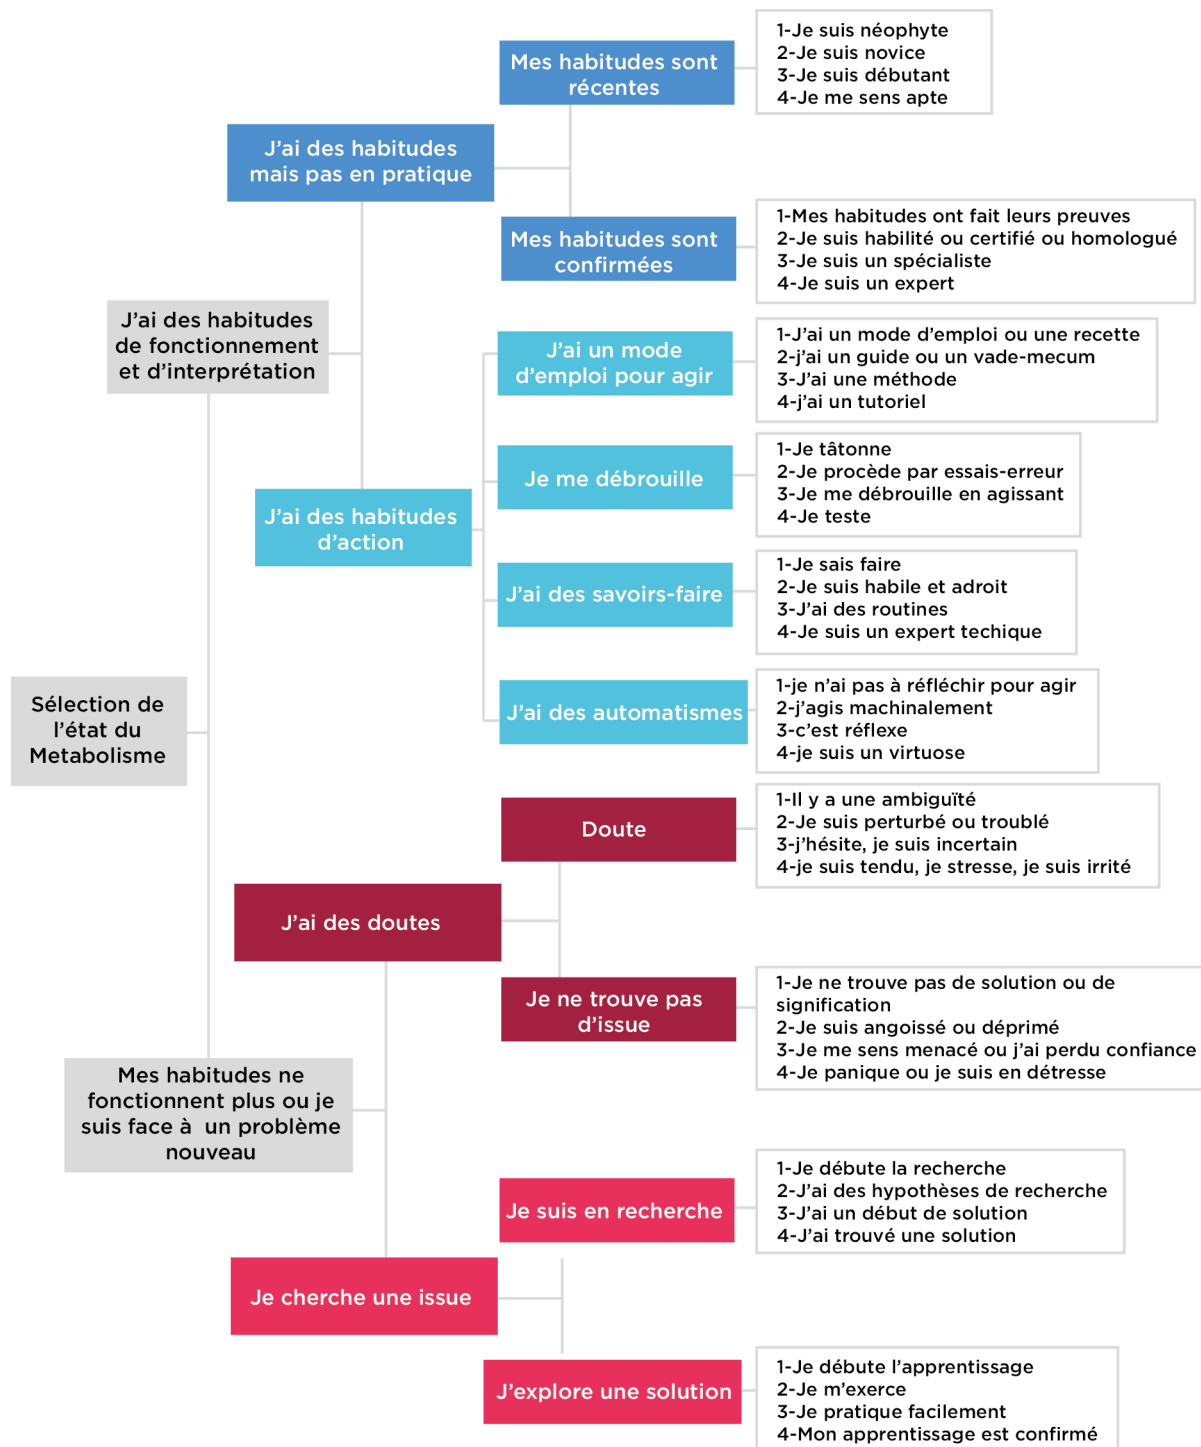 Mes habitudes sont
récentes
1-Je suis néophyte
2-Je suis novice
3-Je suis débutant
4-Je me sens apte
J'ai des habitudes
mais pas en pratique
Mes habitudes sont
confirmées
1-Mes habitudes ont fait leurs preuves
2-Je suis habilité ou certifié ou homologué
3-Je suis un spécialiste
4-Je suis un expert
J'ai des habitudes
de fonctionnement
et d'interprétation
J'ai un mode
d'emploi pour agir
1-J'ai un mode d'emploi ou une recette
2-j'ai un guide ou un vade-mecum
3-J'ai une méthode
4-j'ai un tutoriel
Je me débrouille
1-Je tâtonne
2-Je procède par essais-erreur
3-Je me débrouille en agissant
4-Je teste
J'ai des habitudes
d'action
J'ai des savoirs-faire
1-Je sais faire
2-Je suis habile et adroit
3-J'ai des routines
4-Je suis un expert techique
J'ai des automatismes
1-je n'ai pas à réfléchir pour agir
2-j'agis machinalement
3-c'est réflexe
4-je suis un virtuose
Sélection de
l'état du
Metabolisme
Doute
1-Il y a une ambiguïté
2-Je suis perturbé ou troublé
3-j'hésite, je suis incertain
4-je suis tendu, je stresse, je suis irrité
J'ai des doutes
Je ne trouve pas
d'issue
1-Je ne trouve pas de solution ou de
signification
2-Je suis angoissé ou déprimé
3-Je me sens menacé ou j'ai perdu confiance
4-Je panique ou je suis en détresse
Mes habitudes ne
fonctionnent plus ou je
suis face à un problème
nouveau
Je suis en recherche
1-Je débute la recherche
2-J'ai des hypothèses de recherche
3-J'ai un début de solution
4-J'ai trouvé une solution
Je cherche une issue
J'explore une solution
1-Je débute l'apprentissage
2-Je m'exerce
3-Je pratique facilement
4-Mon apprentissage est confirmé